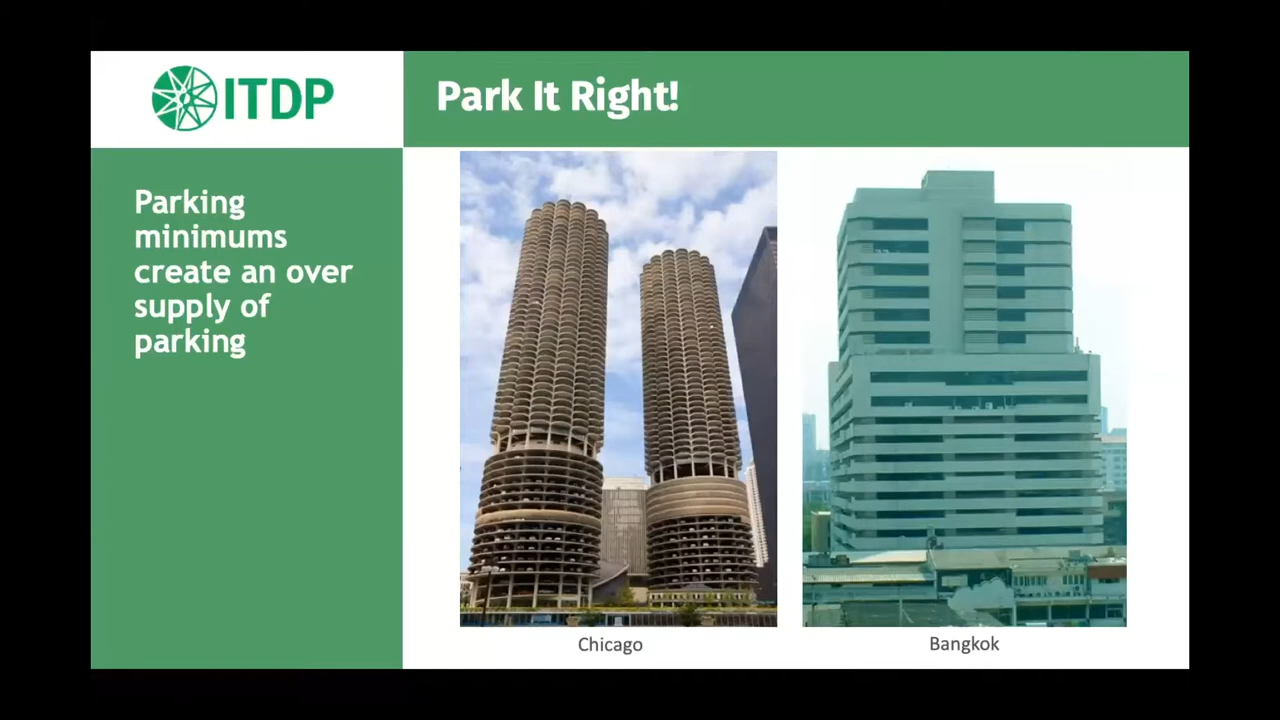 ITDP
Park It Right!
Parking
minimums
create an over
supply of
parking
Chicago
Bangkok